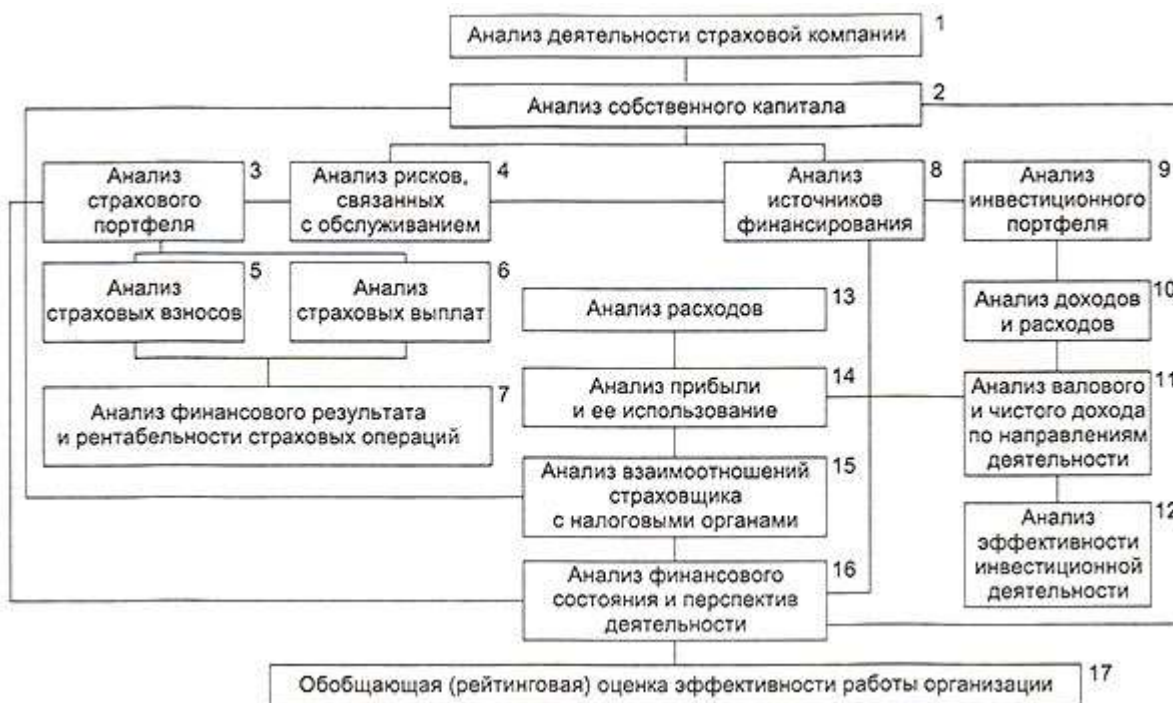 1
Анализ деятельности страховой компании
2
Анализ собственного капитала
3
Анализ
страхового
портфеля
4
Анализ рисков,
связанных
с обслуживанием
8
Анализ
источников
финансирования
9
Анализ
инвестиционного
портфеля
5
Анализ
страховых взносов
6
Анализ
страховых выплат
13
Анализ расходов
10
Анализ доходов
и расходов
7
Анализ финансового результата
и рентабельности страховых операций
14
Анализ прибыли
и ее использование
11
Анализ валового
и чистого дохода
по направлениям
деятельности
15
Анализ взаимоотношений
страховщика
с налоговыми органами
12
Анализ
эффективности
инвестиционной
деятельности
16
Анализ финансового
состояния и перспектив
деятельности
17
Обобщающая (рейтинговая) оценка эффективности работы организации